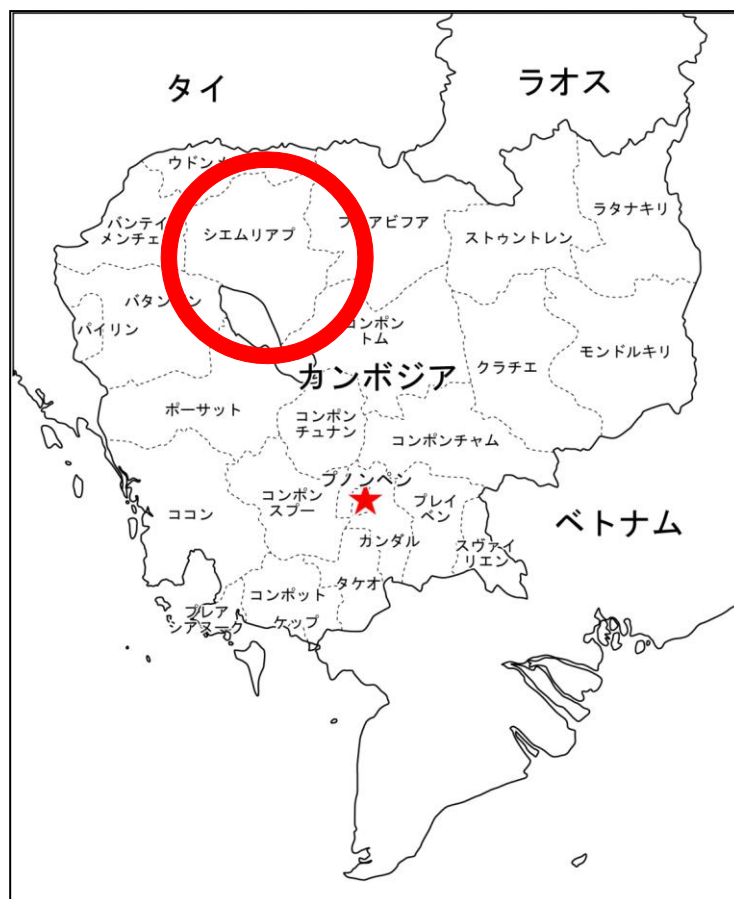 タイ
ラオス
ウドン
バンテイ
メンチェ
シエムリアプ
アビフア
ストゥントレン
ラタナキリ
バタン
パイリン
コンポン
トム
クラチエ
モンドルキリ
カンボジア
ポーサット
コンポン
チュナン
コンポンチャム
プノンペン
コンポン
スプー
プレイ
ベン
ココン
カンダル
スヴァイ
リエン
ベトナム
コンポット
タケオ
プレア
シアヌーク
ケップ